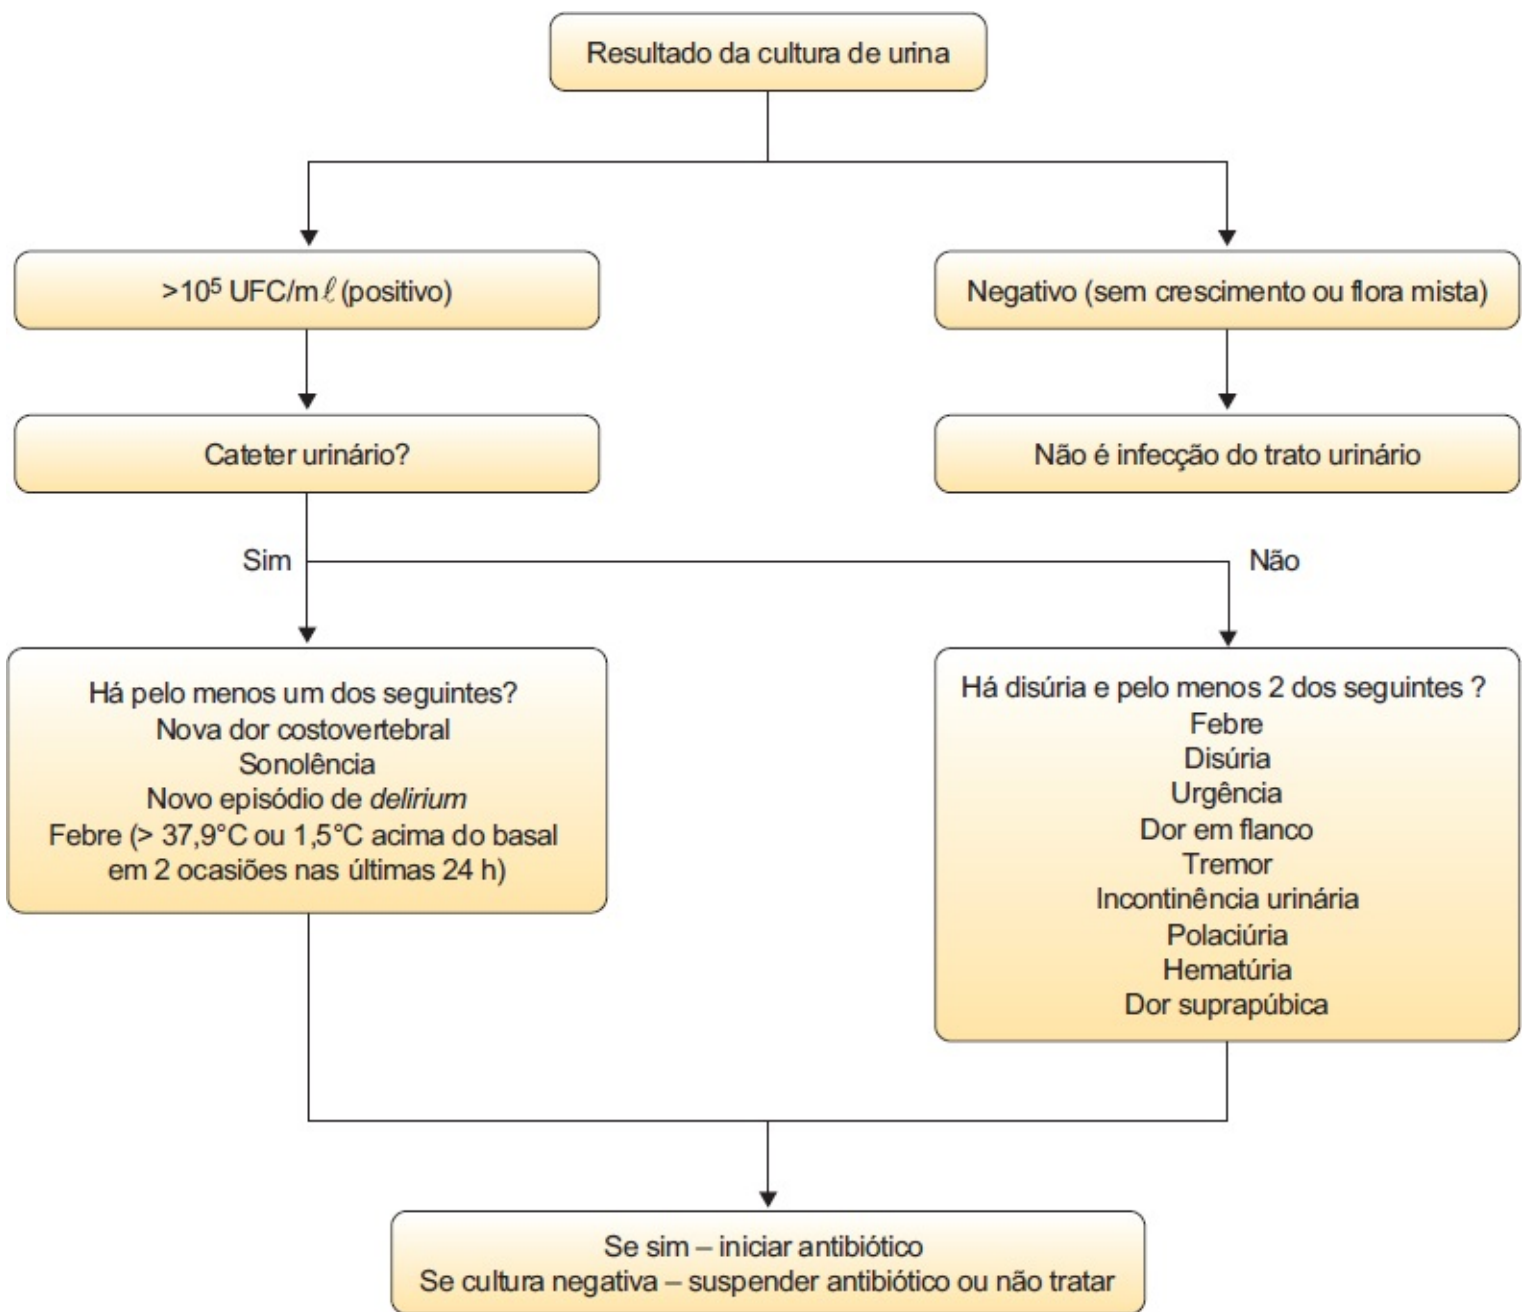 Resultado da cultura de urina
>10⁵ UFC/mℓ (positivo)
Negativo (sem crescimento ou flora mista)
Cateter urinário?
Não é infecção do trato urinário
Sim
Não
Há pelo menos um dos seguintes?
Nova dor costovertebral
Sonolência
Novo episódio de delirium
Febre (> 37,9°C ou 1,5°C acima do basal
em 2 ocasiões nas últimas 24 h)
Há disúria e pelo menos 2 dos seguintes ?
Febre
Disúria
Urgência
Dor em flanco
Tremor
Incontinência urinária
Polaciúria
Hematúria
Dor suprapúbica
Se sim – iniciar antibiótico
Se cultura negativa – suspender antibiótico ou não tratar